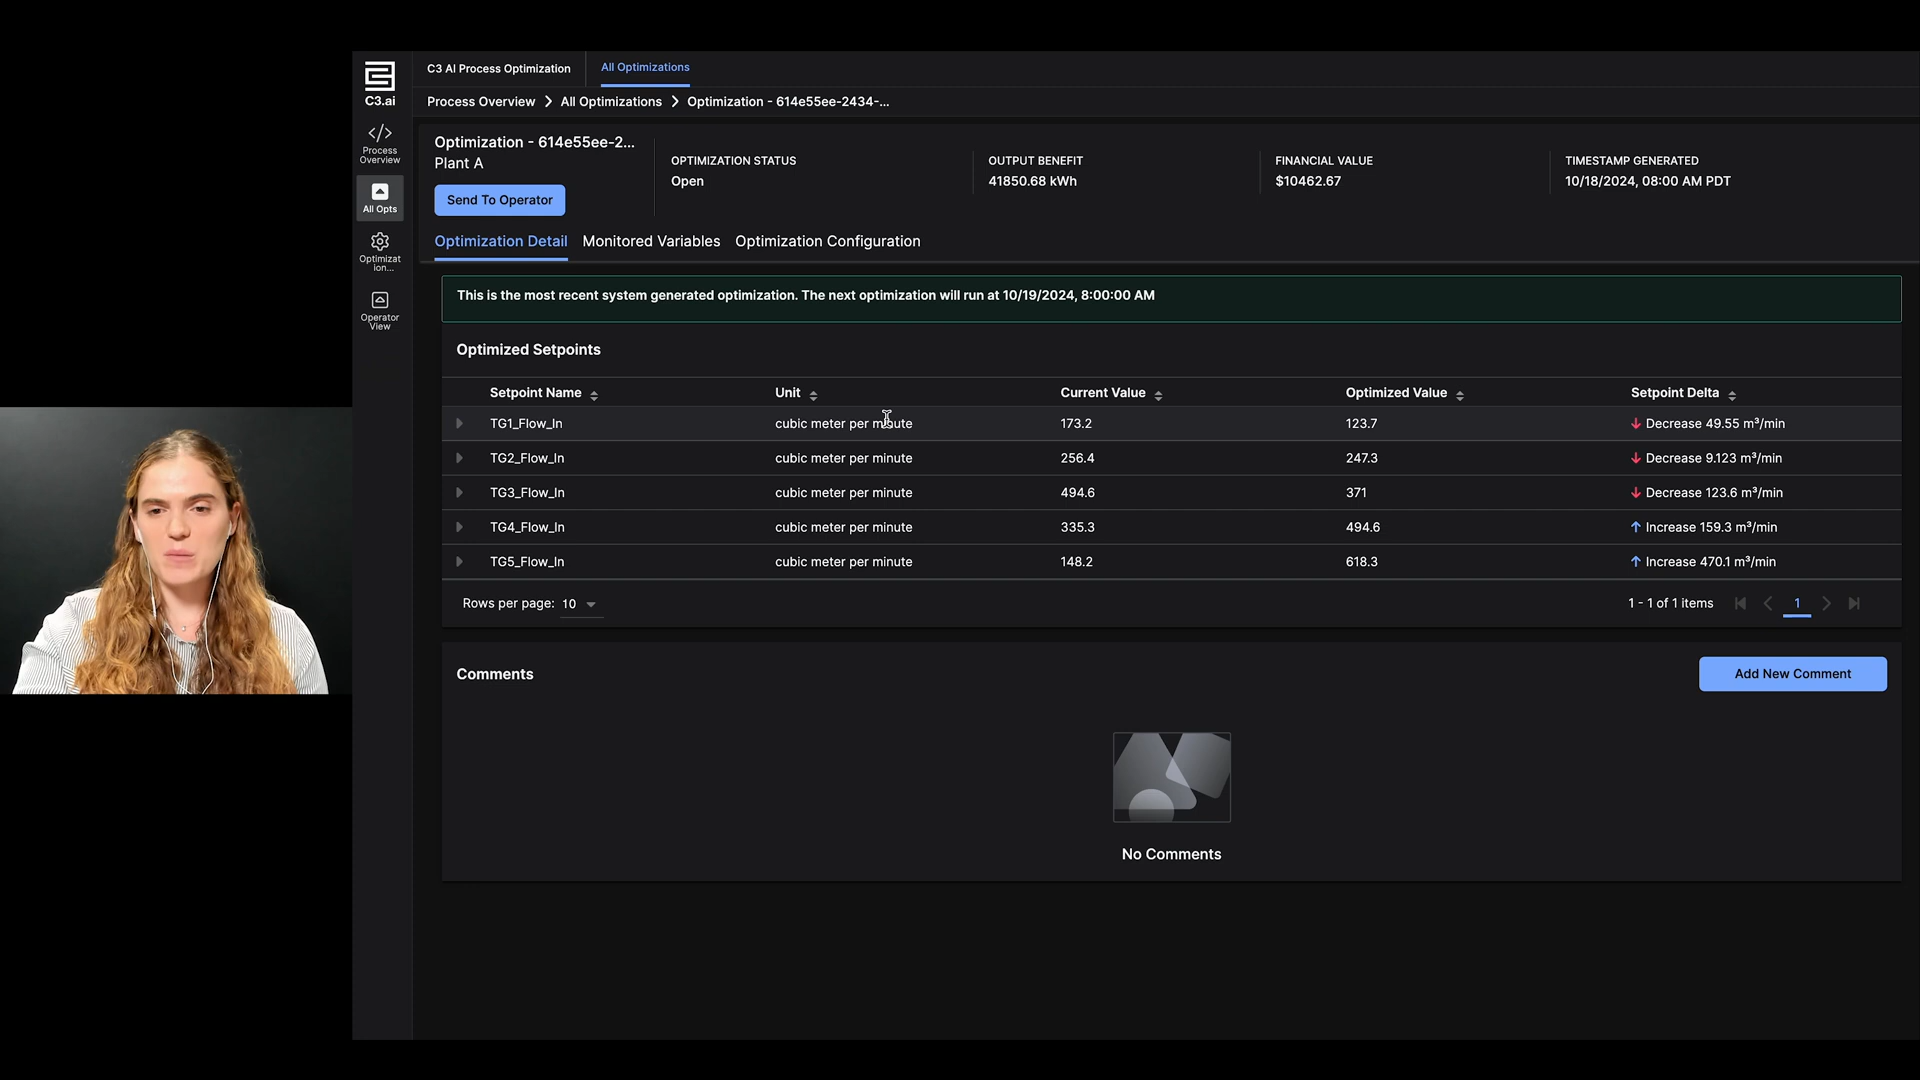 C3.ai
Process
Overview
All Opts
Optimizat
ion...
Operator
View
C3 AI Process Optimization
All Optimizations
Process Overview > All Optimizations > Optimization - 614e55ee-2434-...
Optimization - 614e55ee-2...
Plant A
Send To Operator
OPTIMIZATION STATUS
Open
OUTPUT BENEFIT
41850.68 kWh
FINANCIAL VALUE
$10462.67
TIMESTAMP GENERATED
10/18/2024, 08:00 AM PDT
Optimization Detail Monitored Variables Optimization Configuration
This is the most recent system generated optimization. The next optimization will run at 10/19/2024, 8:00:00 AM
Optimized Setpoints
Setpoint Name Unit Current Value Optimized Value Setpoint Delta
TG1_Flow_In cubic meter per minute 173.2 123.7 Decrease 49.55 m³/min
TG2_Flow_In cubic meter per minute 256.4 247.3 Decrease 9.123 m³/min
TG3_Flow_In cubic meter per minute 494.6 371 Decrease 123.6 m³/min
TG4_Flow_In cubic meter per minute 335.3 494.6 Increase 159.3 m³/min
TG5_Flow_In cubic meter per minute 148.2 618.3 Increase 470.1 m³/min
Rows per page: 10
1 - 1 of 1 items 1
Comments
Add New Comment
No Comments